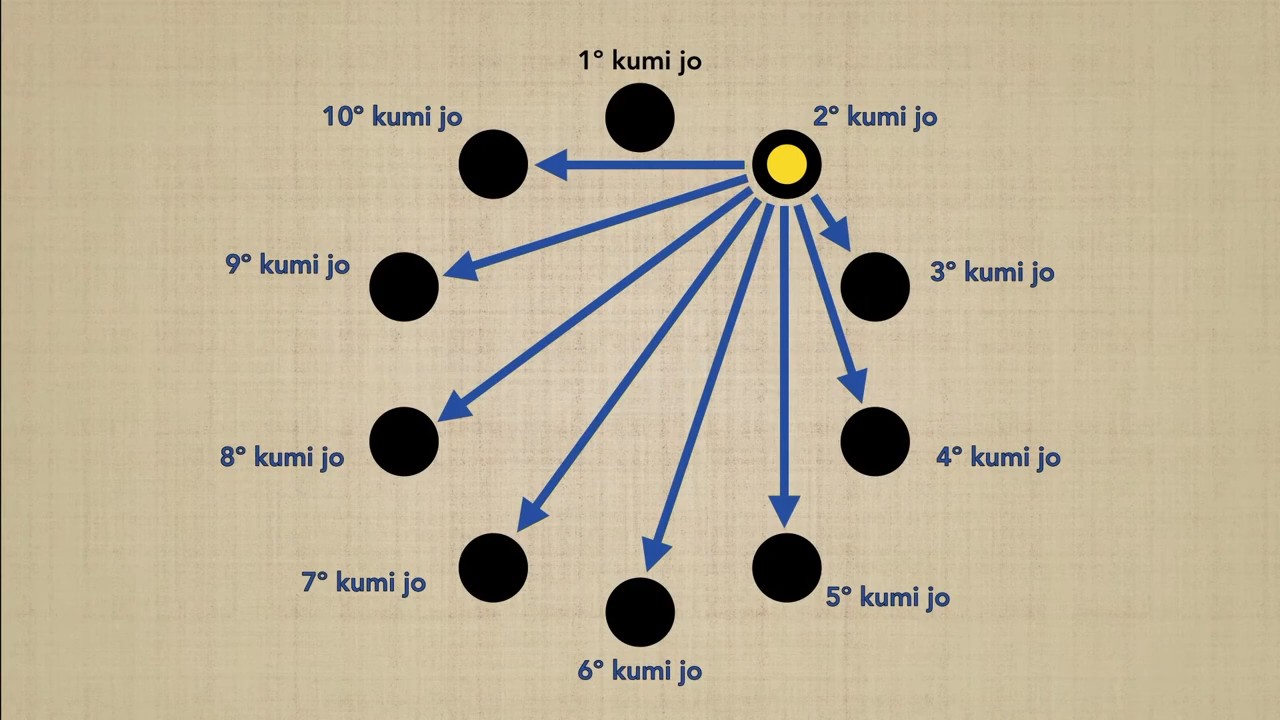 1° kumi jo
10° kumi jo
2° kumi jo
9° kumi jo
3° kumi jo
8° kumi jo
4° kumi jo
7° kumi jo
5° kumi jo
6° kumi jo